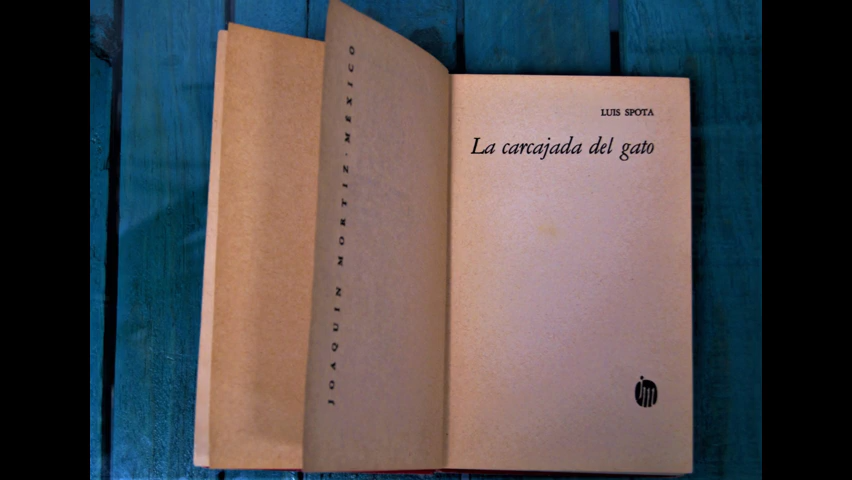 JOAQUIN MORTIZ · MEXICO
LUIS SPOTA
La carcajada del gato
jm